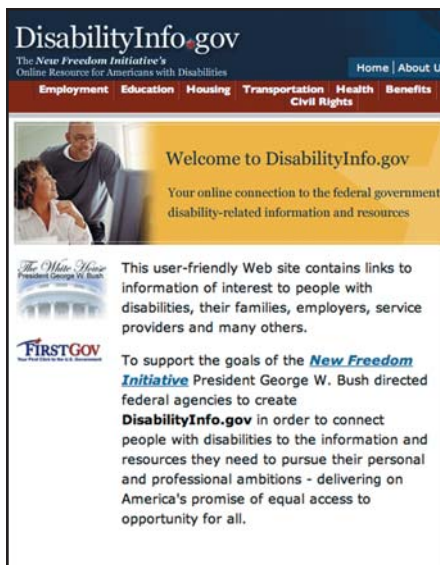 DisabilityInfo.gov
The New Freedom Initiative's
Online Resource for Americans with Disabilities
Home | About U
Employment Education Housing Transportation Health Benefits
Civil Rights
Welcome to DisabilityInfo.gov
Your online connection to the federal government
disability-related information and resources
The White House
President George W. Bush
FIRSTGOV
Your First Click to the U.S. Government
This user-friendly Web site contains links to
information of interest to people with
disabilities, their families, employers, service
providers and many others.
To support the goals of the New Freedom
Initiative President George W. Bush directed
federal agencies to create
DisabilityInfo.gov in order to connect
people with disabilities to the information and
resources they need to pursue their personal
and professional ambitions - delivering on
America's promise of equal access to
opportunity for all.